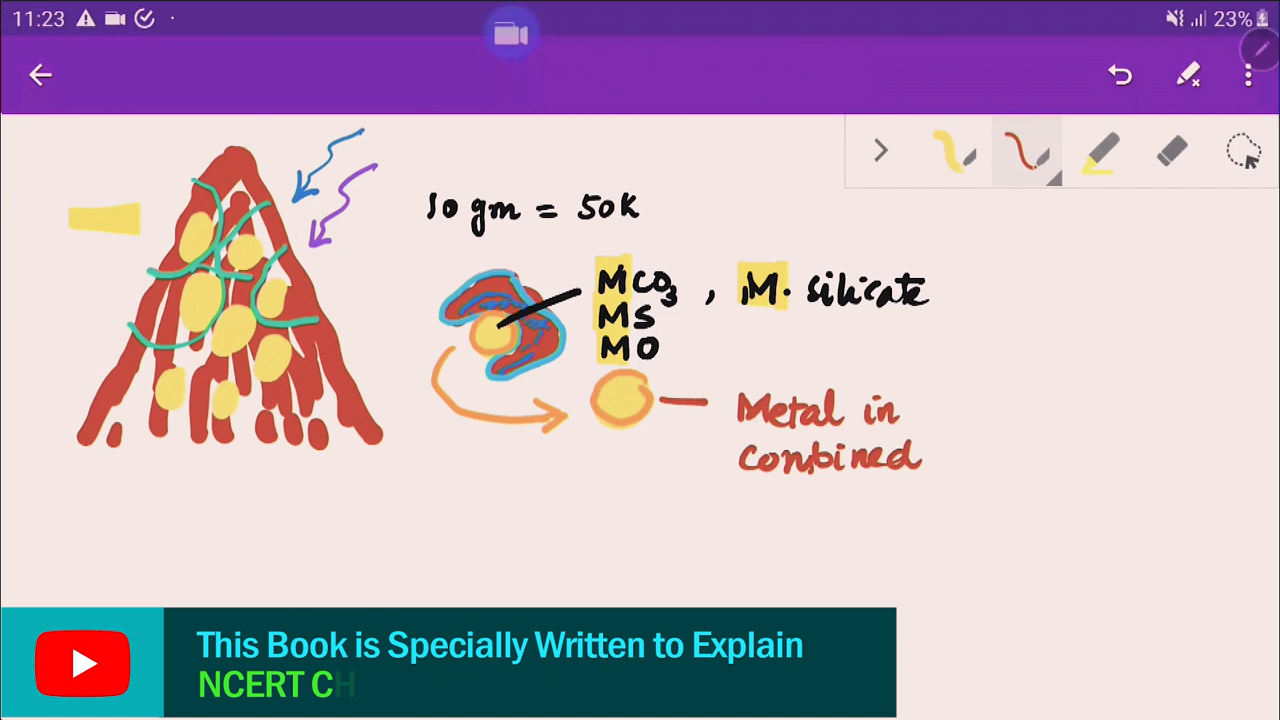 11:23
23%
10 gm = 50K
MCO3, M. silicate
MS
MO
Metal in
combined
This Book is Specially Written to Explain
NCERT CH